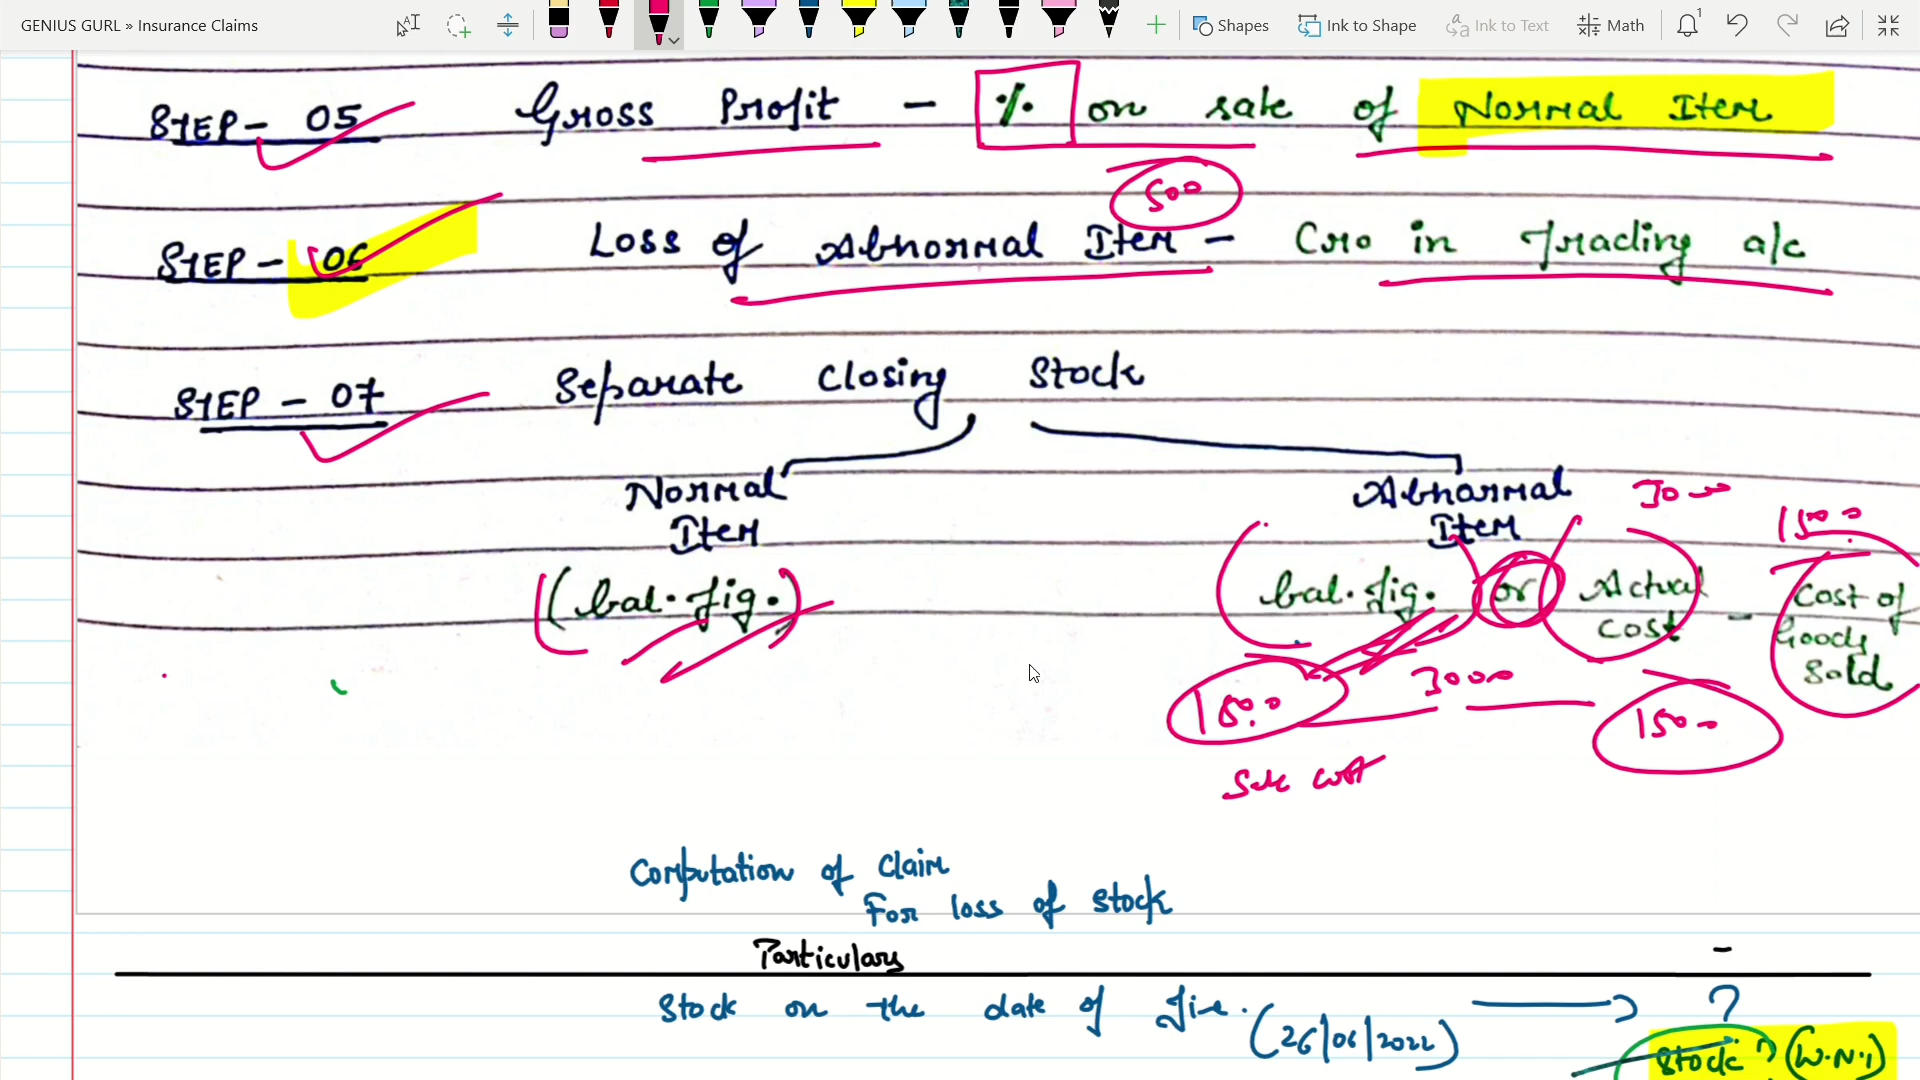 GENIUS GURL » Insurance Claims
Shapes Ink to Shape Ink to Text Math 1
STEP - 05 Gross Profit - % on sale of Normal Item
500
STEP - 06 Loss of Abnormal Item - Cr. in Trading a/c
STEP - 07 Separate Closing Stock
Normal Item
(bal. fig.)
Abnormal Item
3000
1500
bal. fig. or Actual cost - Cost of Goods Sold
1500 3000 1500
Sale cost
Computation of Claim
For loss of stock
Particulars -
Stock on the date of fire. (26/06/2022) ?
Stock (W.N.1)